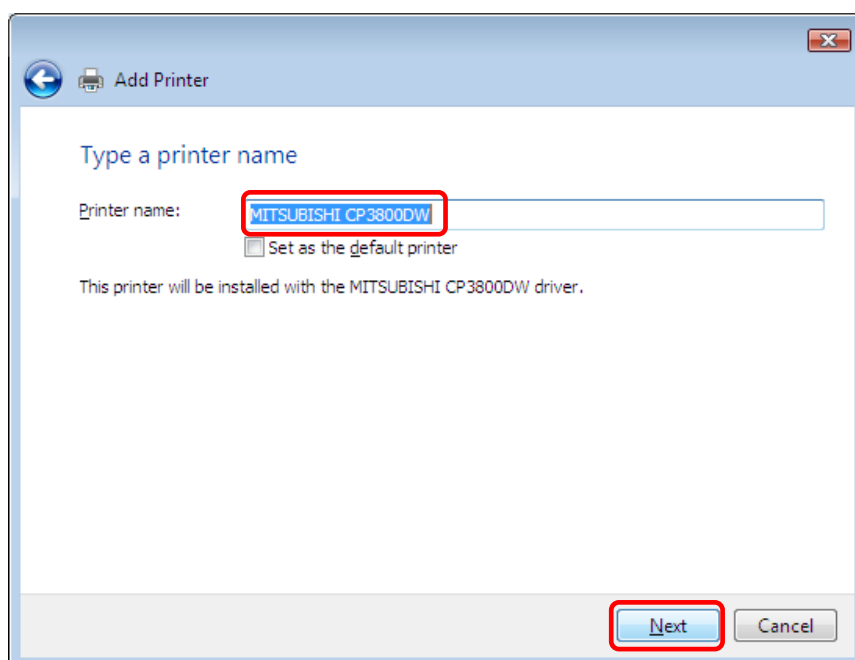 Add Printer
Type a printer name
Printer name: MITSUBISHI CP3800DW
Set as the default printer
This printer will be installed with the MITSUBISHI CP3800DW driver.
Next Cancel